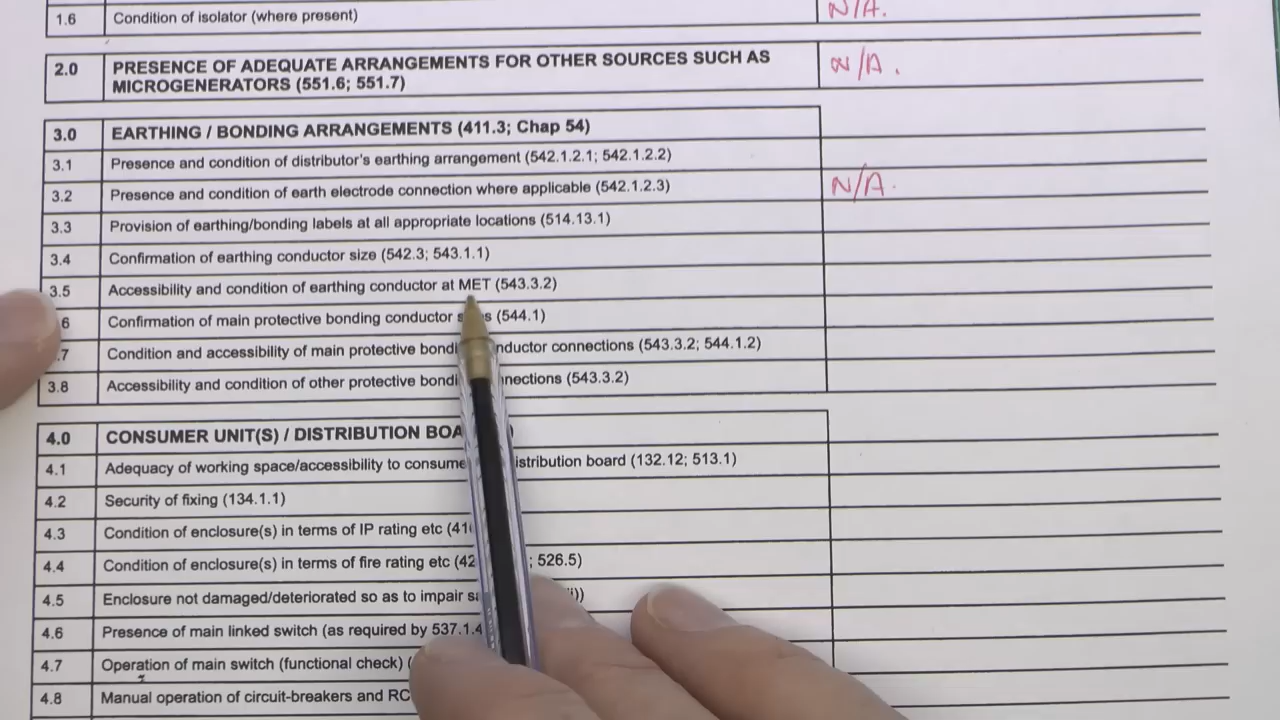 1.6 Condition of isolator (where present) N/A.
2.0 PRESENCE OF ADEQUATE ARRANGEMENTS FOR OTHER SOURCES SUCH AS
MICROGENERATORS (551.6; 551.7) N/A.
3.0 EARTHING / BONDING ARRANGEMENTS (411.3; Chap 54)
3.1 Presence and condition of distributor's earthing arrangement (542.1.2.1; 542.1.2.2)
3.2 Presence and condition of earth electrode connection where applicable (542.1.2.3) N/A.
3.3 Provision of earthing/bonding labels at all appropriate locations (514.13.1)
3.4 Confirmation of earthing conductor size (542.3; 543.1.1)
3.5 Accessibility and condition of earthing conductor at MET (543.3.2)
6 Confirmation of main protective bonding conductor (544.1)
.7 Condition and accessibility of main protective connections (543.3.2; 544.1.2)
3.8 Accessibility and condition of other protective (543.3.2)
4.0 CONSUMER UNIT(S) / DISTRIBUTION
4.1 Adequacy of working space/accessibility to board (132.12; 513.1)
4.2 Security of fixing (134.1.1)
4.3 Condition of enclosure(s) in terms of IP rating etc
4.4 Condition of enclosure(s) in terms of fire rating etc ; 526.5)
4.5 Enclosure not damaged/deteriorated so as to impair
4.6 Presence of main linked switch (as required by 537.1.4
4.7 Operation of main switch (functional check)
4.8 Manual operation of circuit-breakers and